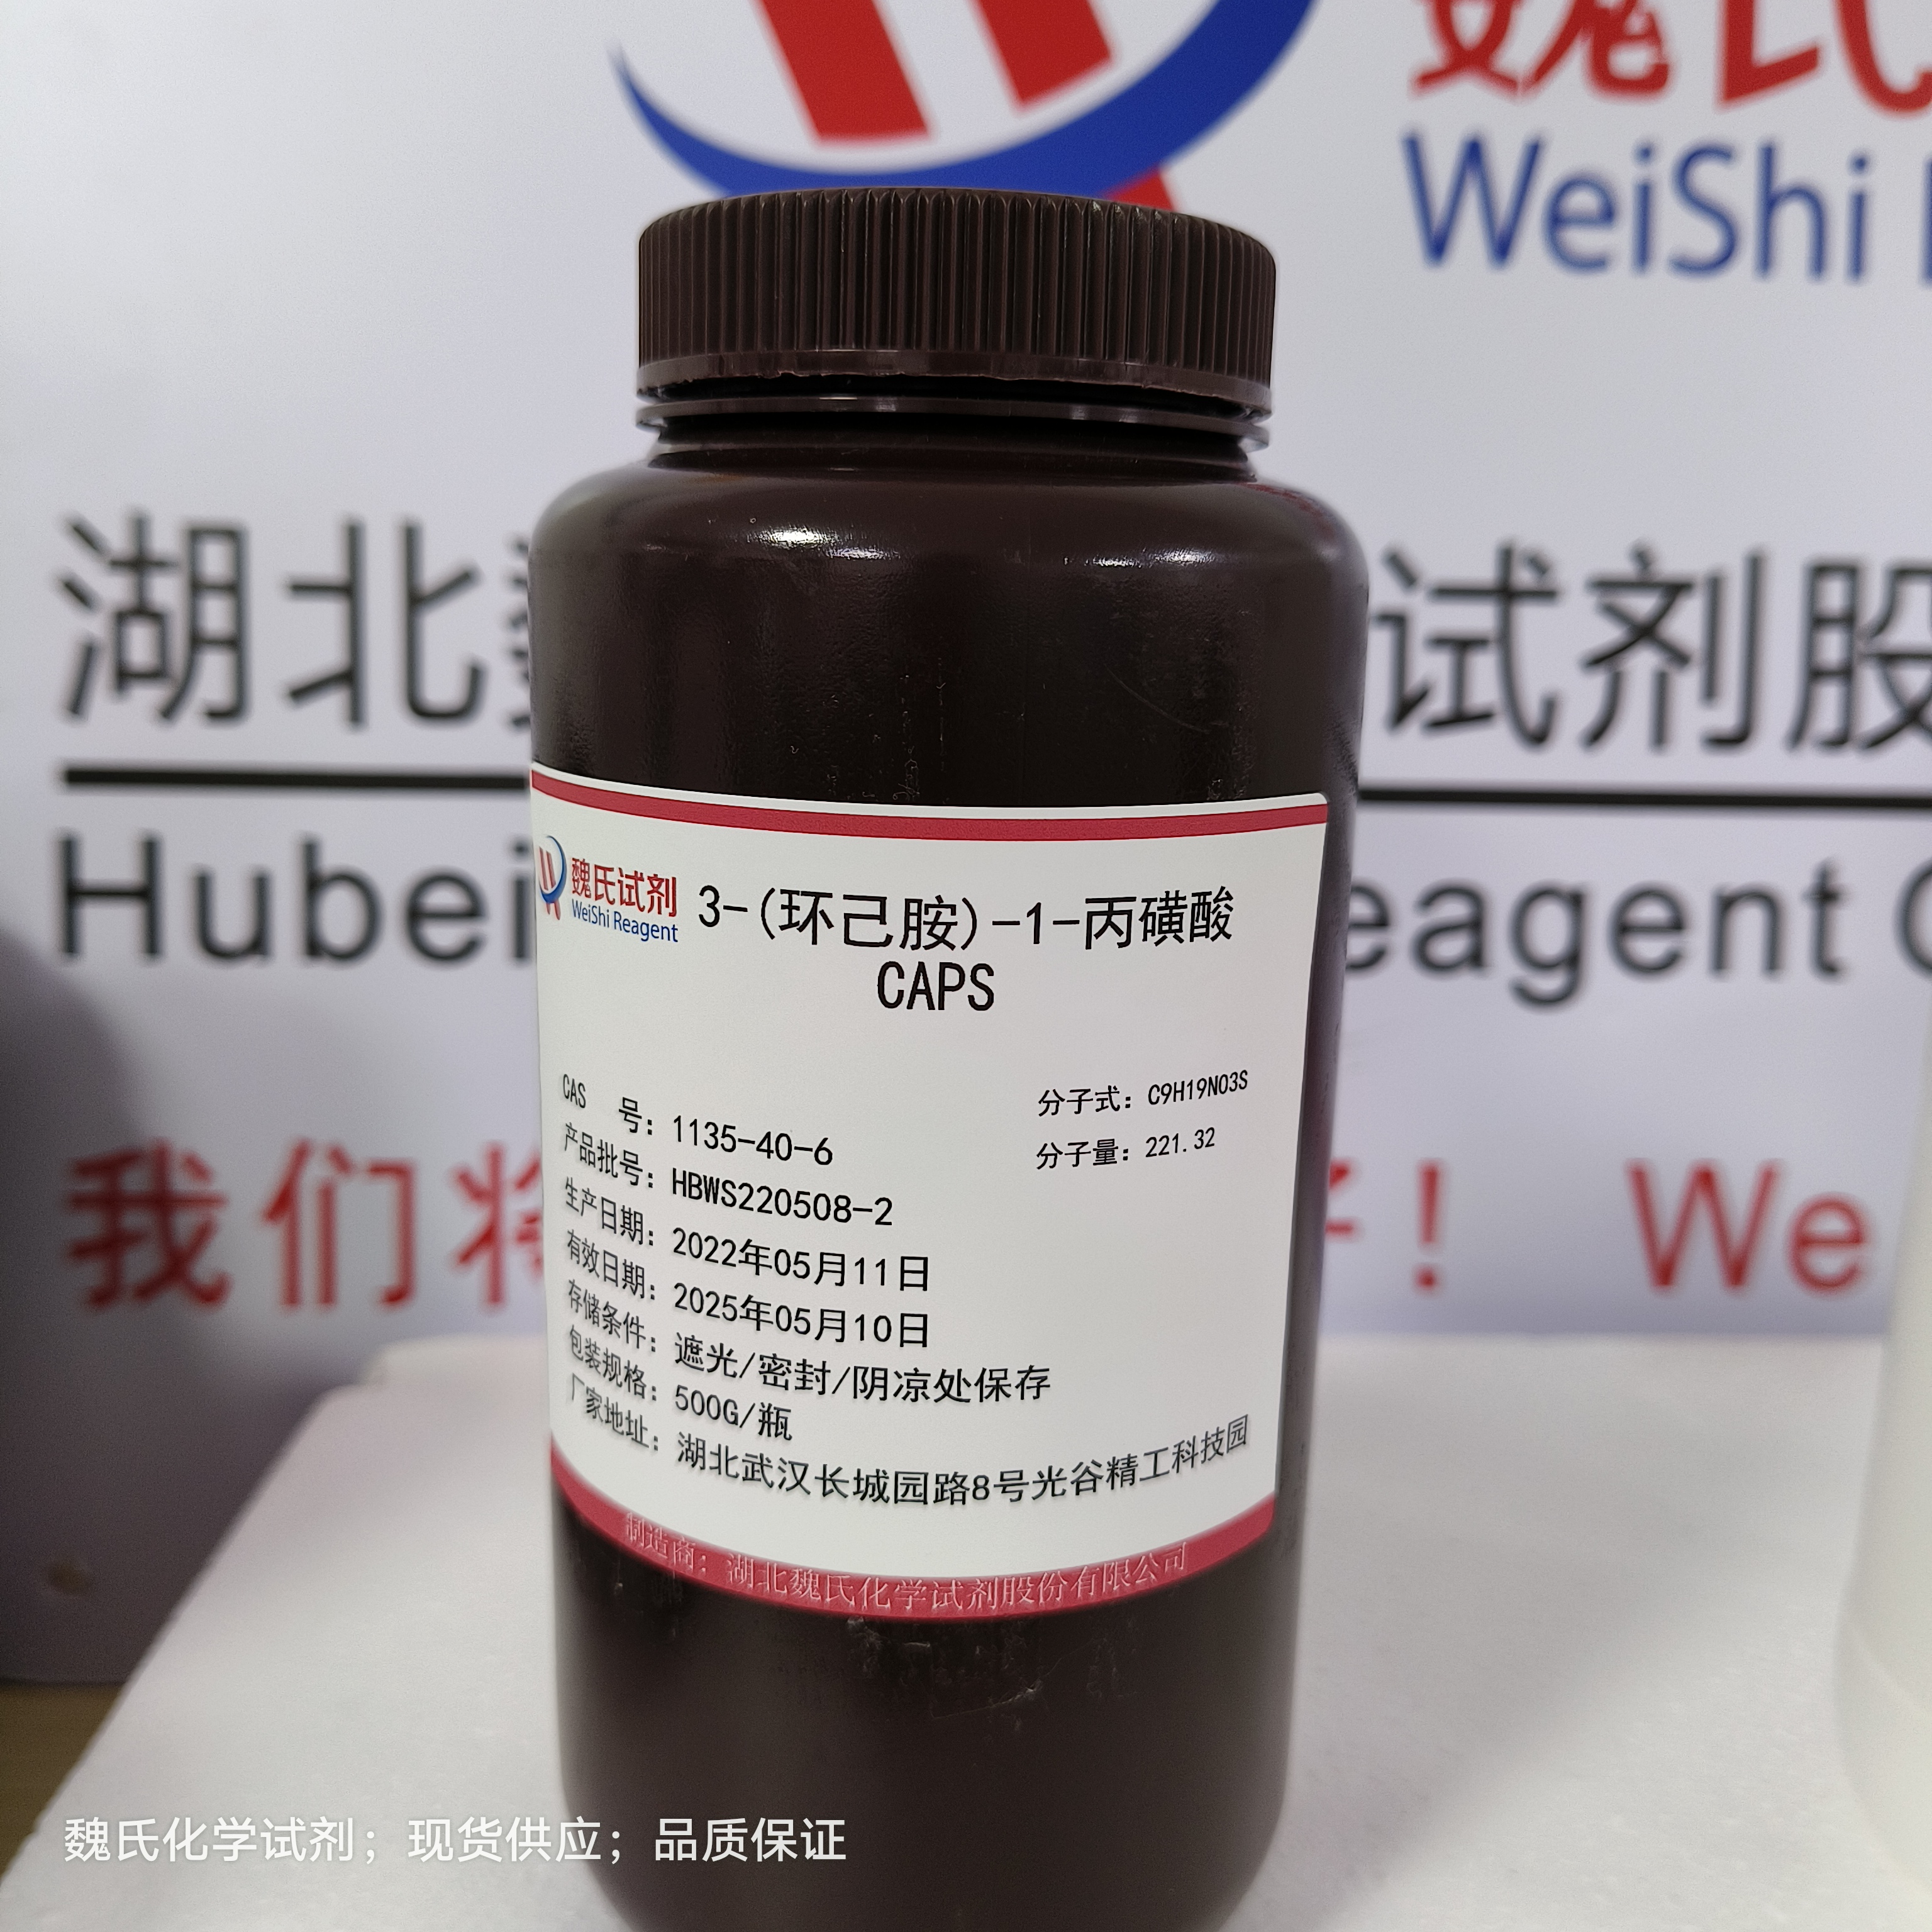 魏氏
WeiShi
湖北 试剂股
Hubei eagent
我们将 ！ We
魏氏试剂
WeiShi Reagent
3-(环己胺)-1-丙磺酸
CAPS
CAS 号：1135-40-6
分子式：C9H19NO3S
产品批号：HBWS220508-2
分子量：221.32
生产日期：2022年05月11日
有效日期：2025年05月10日
存储条件：遮光/密封/阴凉处保存
包装规格：500G/瓶
厂家地址：湖北武汉长城园路8号光谷精工科技园
制造商：湖北魏氏化学试剂股份有限公司
魏氏化学试剂；现货供应；品质保证